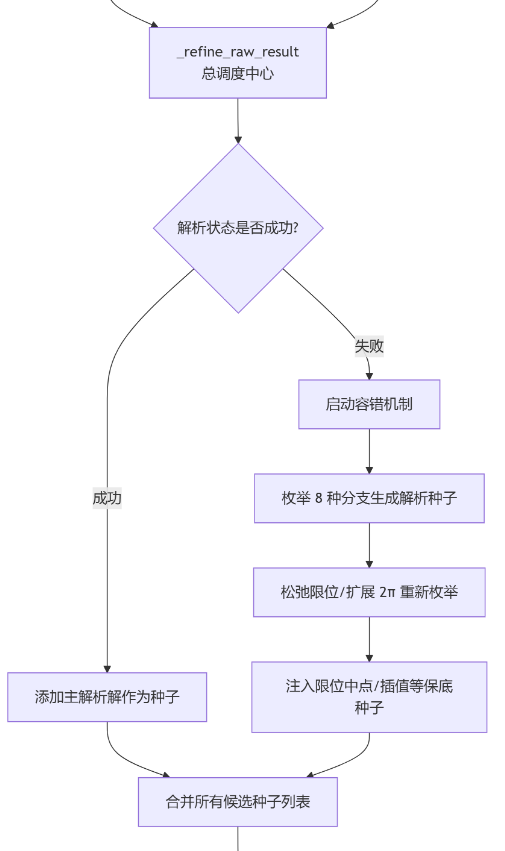 _refine_raw_result
总调度中心
解析状态是否成功?
失败
启动容错机制
枚举 8 种分支生成解析种子
成功
松弛限位/扩展 2π 重新枚举
添加主解析解作为种子
注入限位中点/插值等保底
种子
合并所有候选种子列表